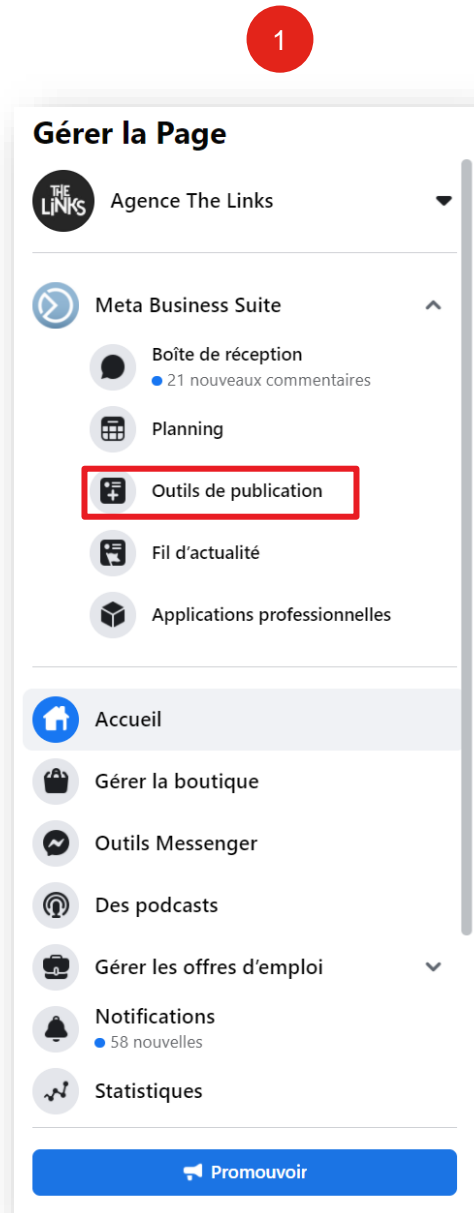 1
Gérer la Page
THE
LiNKS
Agence The Links
Meta Business Suite
Boîte de réception
21 nouveaux commentaires
Planning
Outils de publication
Fil d'actualité
Applications professionnelles
Accueil
Gérer la boutique
Outils Messenger
Des podcasts
Gérer les offres d'emploi
Notifications
58 nouvelles
Statistiques
Promouvoir